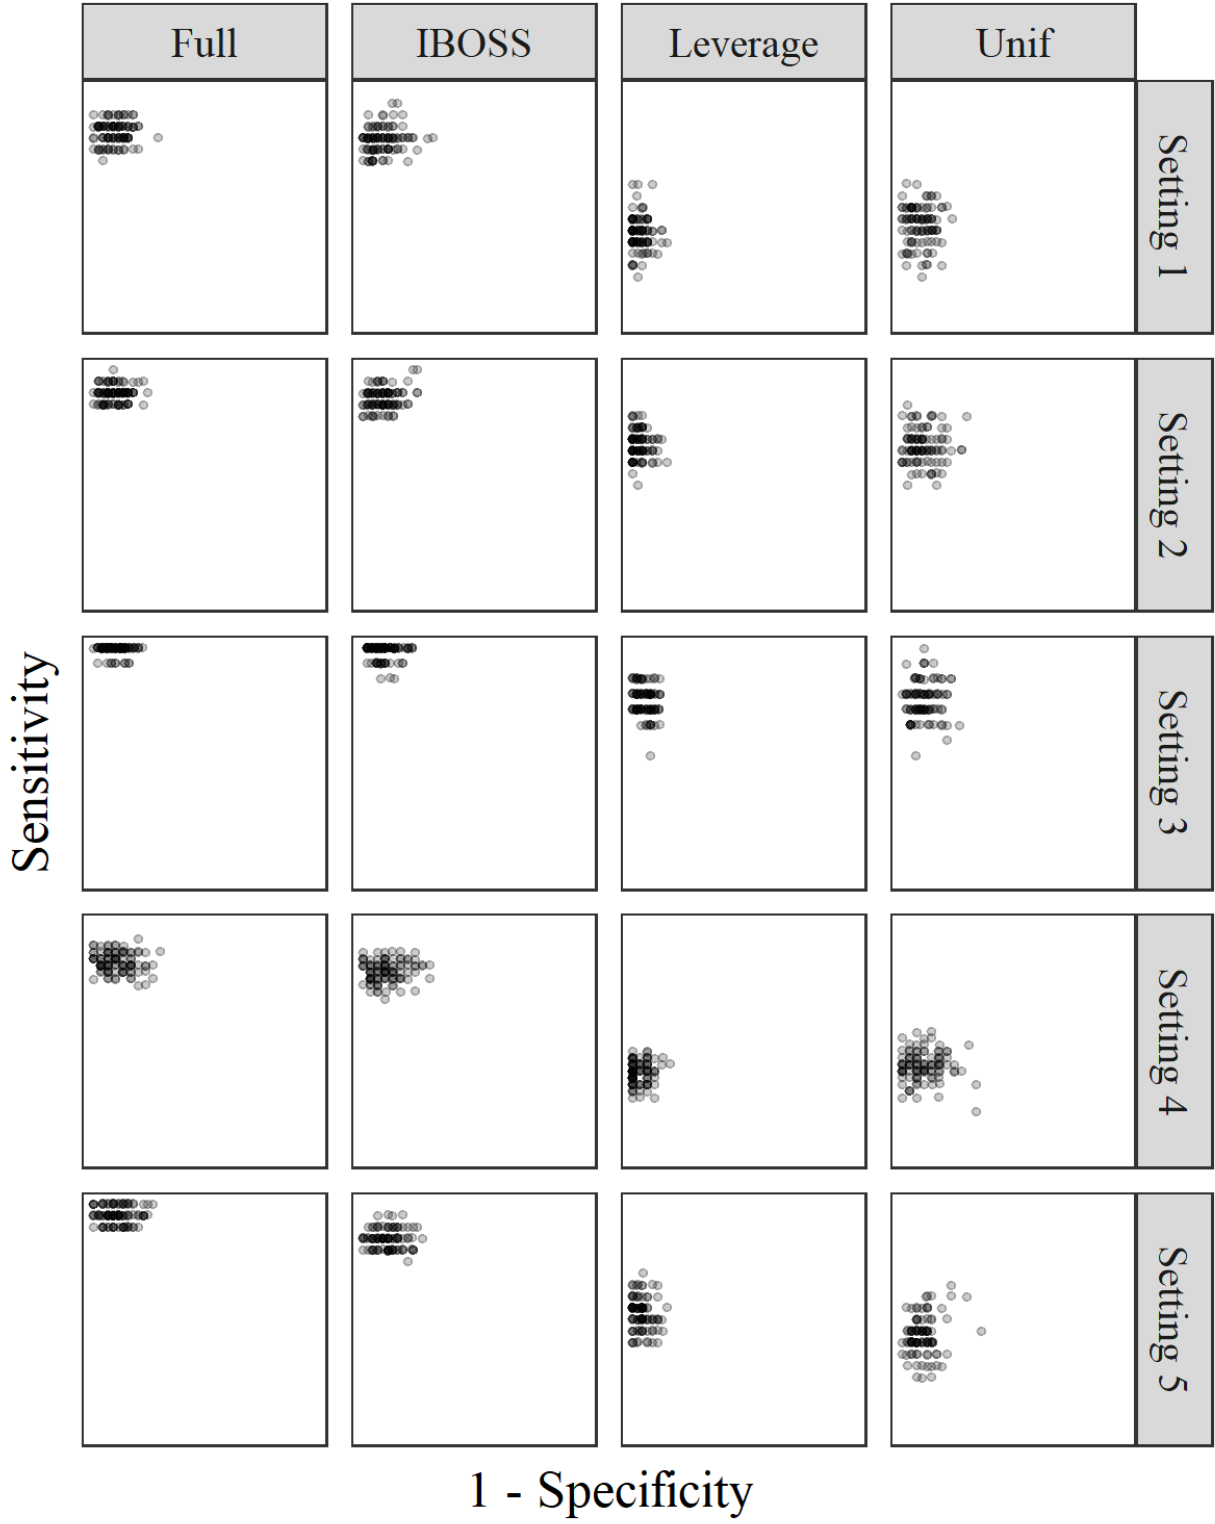 Full
IBOSS
Leverage
Unif
Setting 1
Setting 2
Setting 3
Setting 4
Setting 5
Sensitivity
1 - Specificity